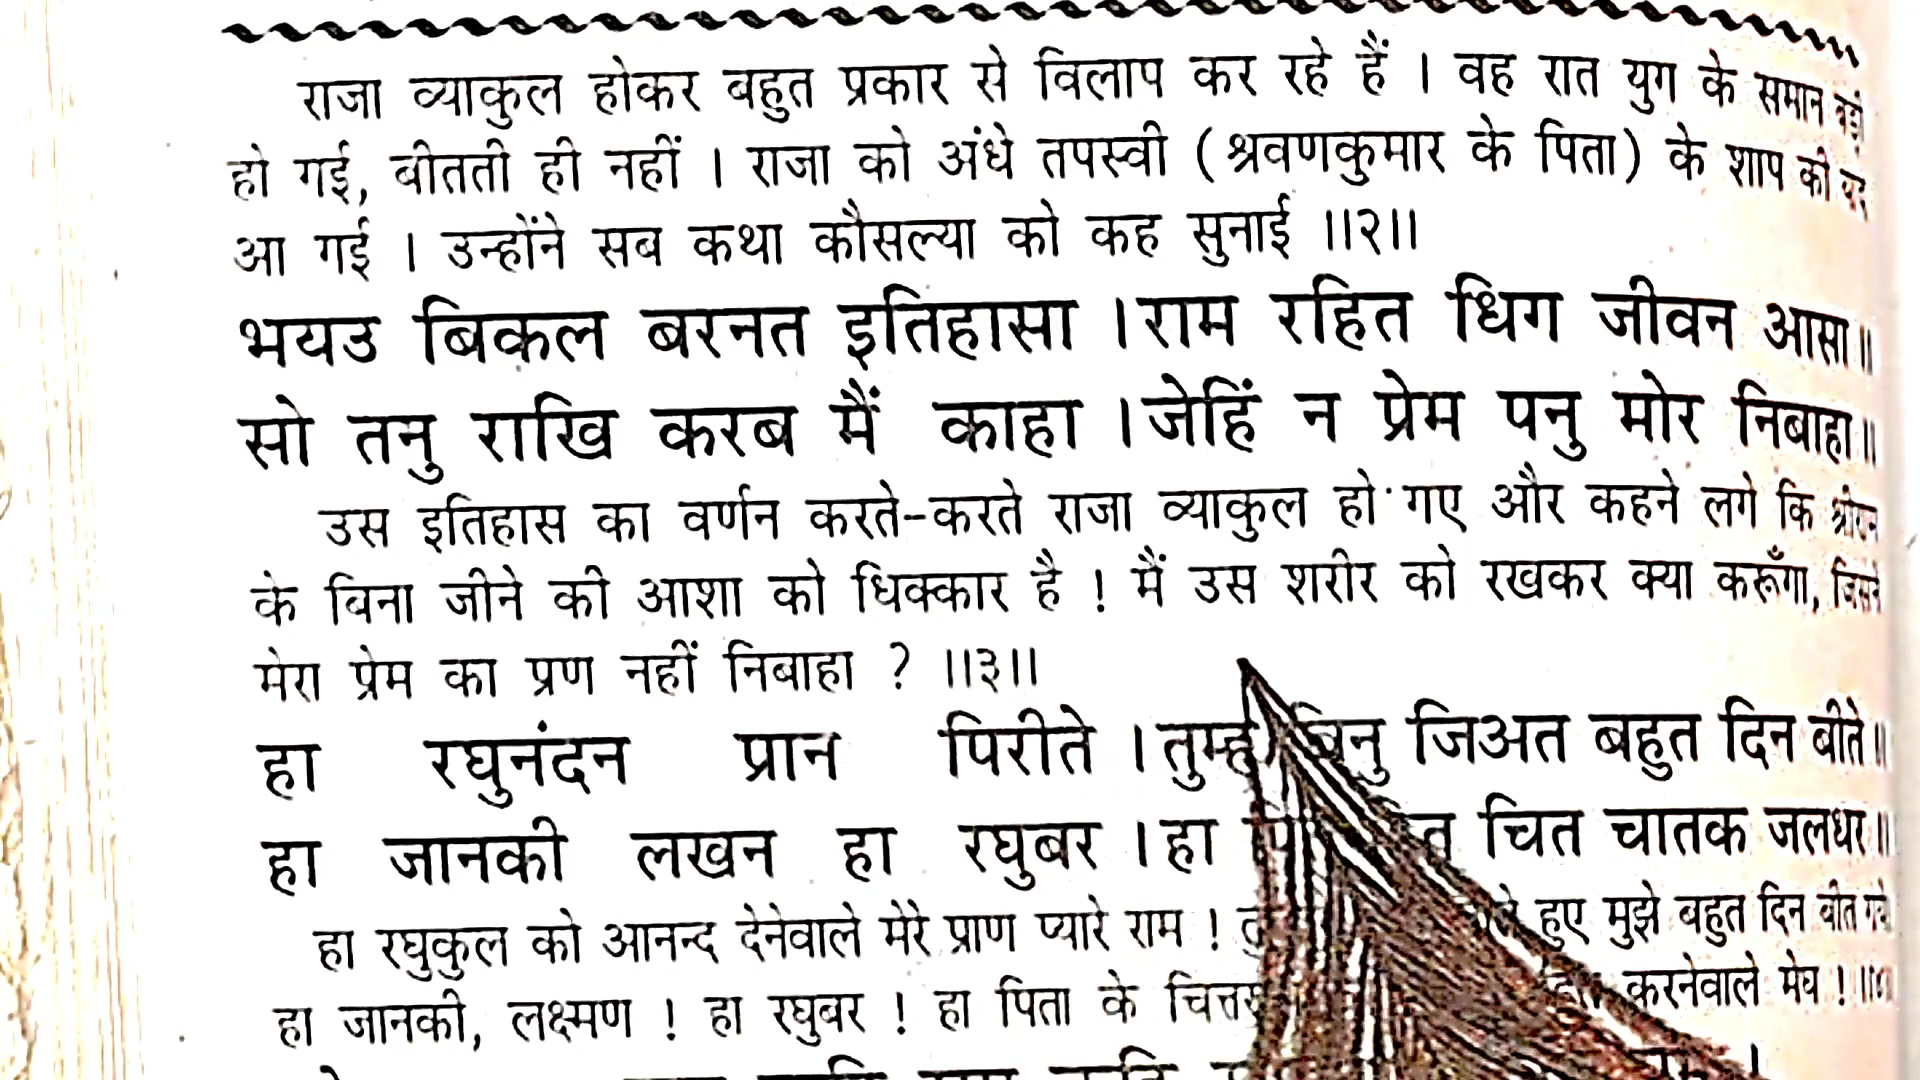 राजा व्याकुल होकर बहुत प्रकार से विलाप कर रहे हैं । वह रात युग के समान बड़ी
हो गई, बीतती ही नहीं । राजा को अंधे तपस्वी (श्रवणकुमार के पिता) के शाप की याद
आ गई । उन्होंने सब कथा कौसल्या को कह सुनाई ।।२।।
भयउ बिकल बरनत इतिहासा । राम रहित धिग जीवन आसा॥
सो तनु राखि करब मैं काहा । जेहिं न प्रेम पनु मोर निबाहा॥
उस इतिहास का वर्णन करते-करते राजा व्याकुल हो गए और कहने लगे कि श्रीराम
के बिना जीने की आशा को धिक्कार है ! मैं उस शरीर को रखकर क्या करूँगा, जिसने
मेरा प्रेम का प्रण नहीं निबाहा ? ।।३।।
हा रघुनंदन प्रान पिरीते । तुम्ह बिनु जिअत बहुत दिन बीते॥
हा जानकी लखन हा रघुबर । हा चित चातक जलधर॥
हा रघुकुल को आनन्द देनेवाले मेरे प्राण प्यारे राम ! हुए मुझे बहुत दिन बीत गये
हा जानकी, लक्ष्मण ! हा रघुबर ! हा पिता के करनेवाले मेघ !